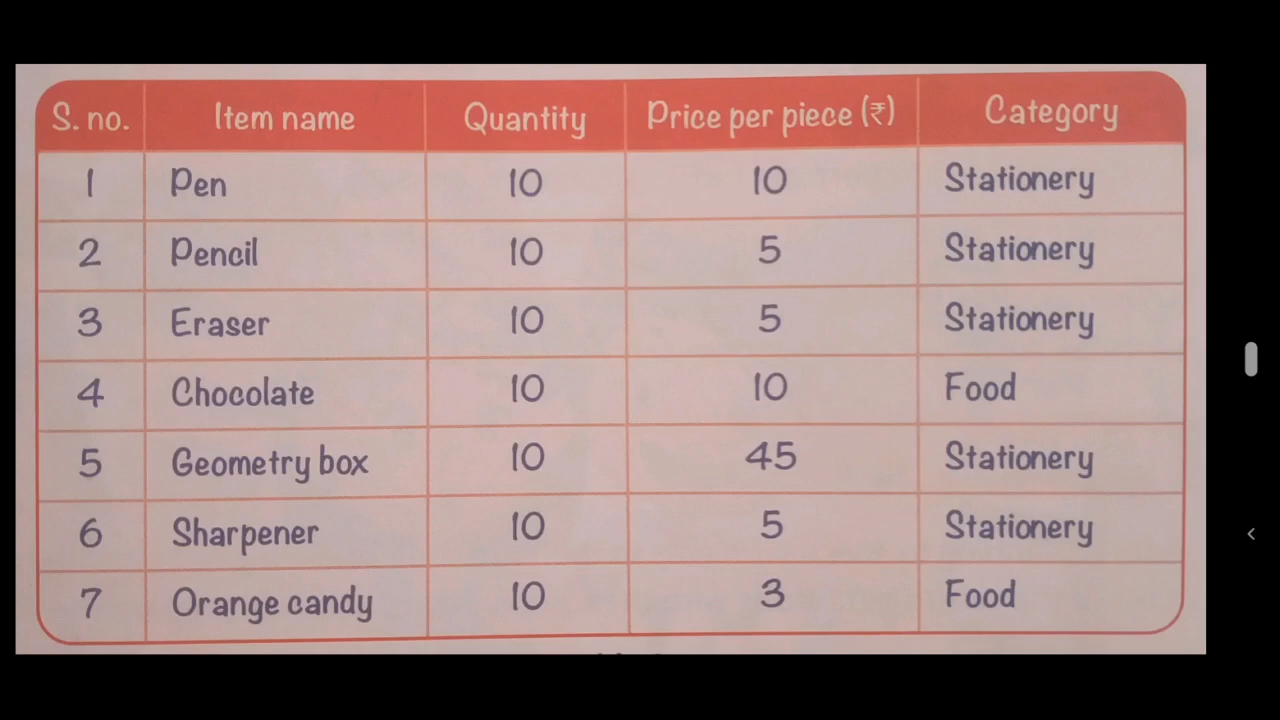 S. no. Item name Quantity Price per piece (₹) Category
1 Pen 10 10 Stationery
2 Pencil 10 5 Stationery
3 Eraser 10 5 Stationery
4 Chocolate 10 10 Food
5 Geometry box 10 45 Stationery
6 Sharpener 10 5 Stationery
7 Orange candy 10 3 Food